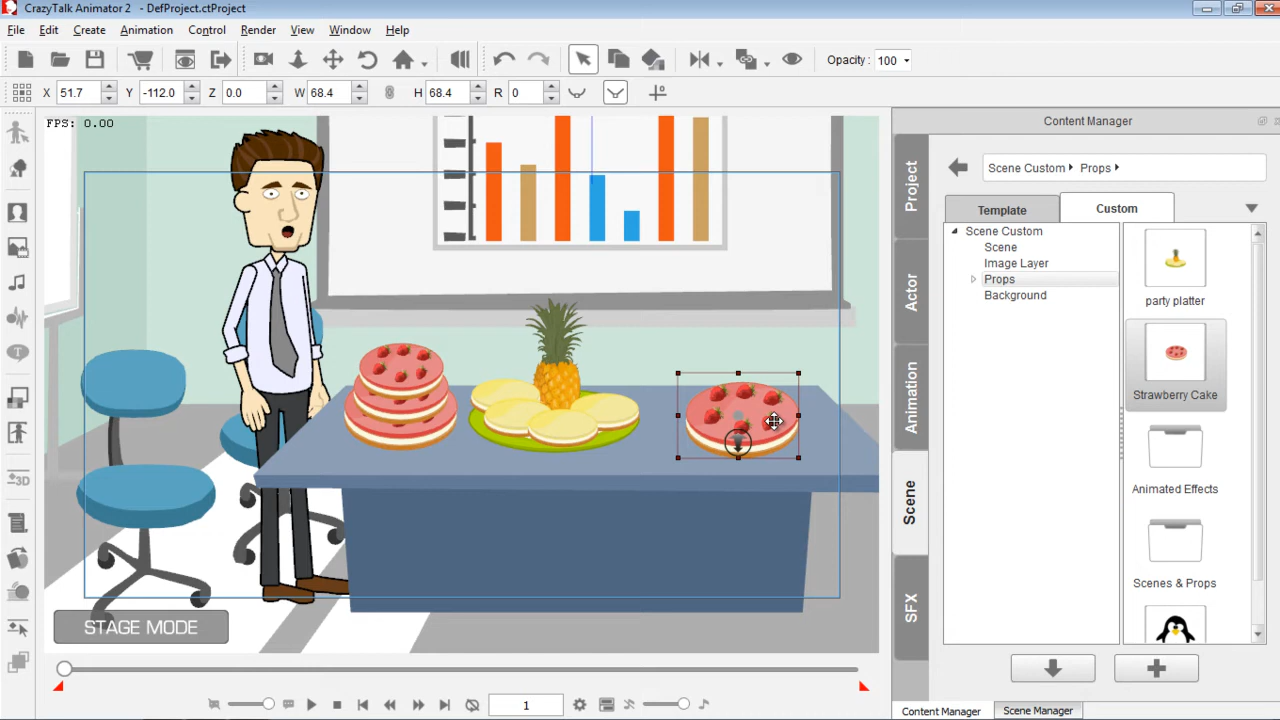 CrazyTalk Animator 2 - DefProject.ctProject
File Edit Create Animation Control Render View Window Help
Opacity : 100
X 51.7 Y -112.0 Z 0.0 W 68.4 H 68.4 R 0
FPS: 0.00
Content Manager
Scene Custom Props
Template Custom
Project
Actor
Animation
Scene
SFX
Scene Custom
Scene
Image Layer
Props
Background
party platter
Strawberry Cake
Animated Effects
Scenes & Props
3D
STAGE MODE
1
Content Manager Scene Manager